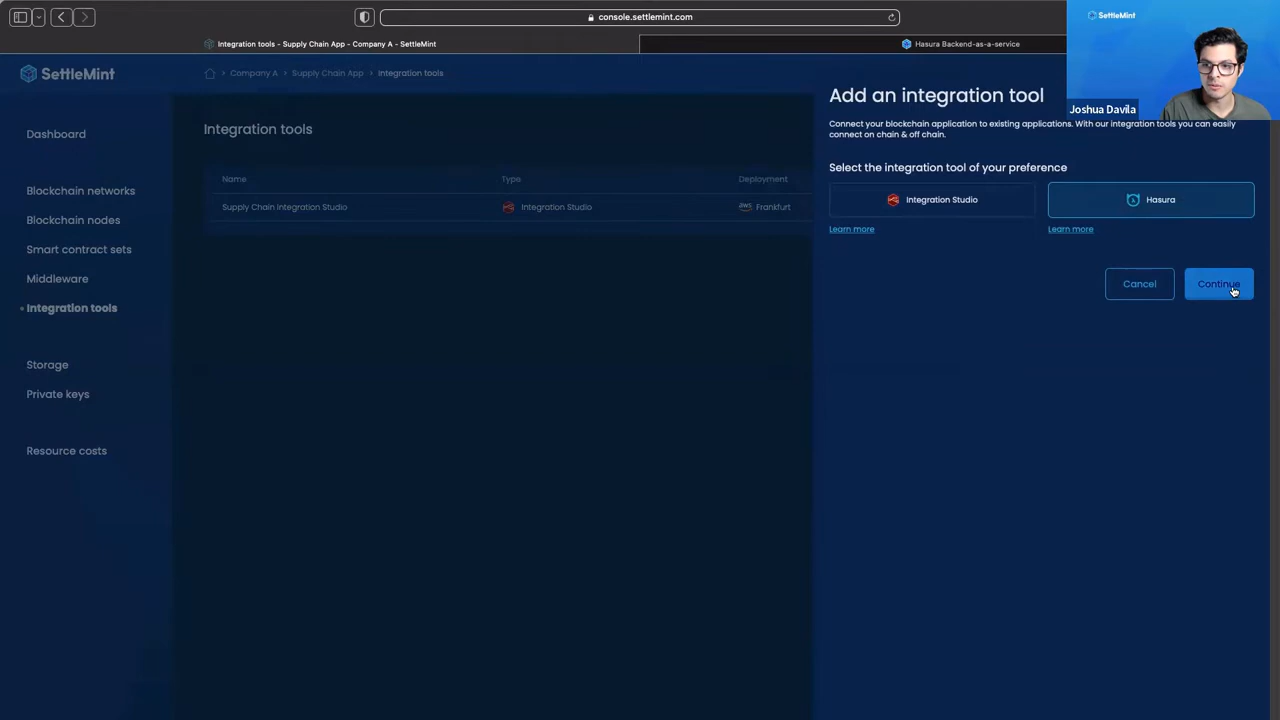 console.settlemint.com
Integration tools - Supply Chain App - Company A - SettleMint
Hasura Backend-as-a-service
SettleMint
SettleMint
Company A > Supply Chain App > Integration tools
Joshua Davila
Dashboard
Blockchain networks
Blockchain nodes
Smart contract sets
Middleware
Integration tools
Storage
Private keys
Resource costs
Integration tools
Name Type Deployment
Supply Chain Integration Studio Integration Studio aws Frankfurt
Add an integration tool
Connect your blockchain application to existing applications. With our integration tools you can easily
connect on chain & off chain.
Select the integration tool of your preference
Integration Studio Hasura
Learn more Learn more
Cancel Continue